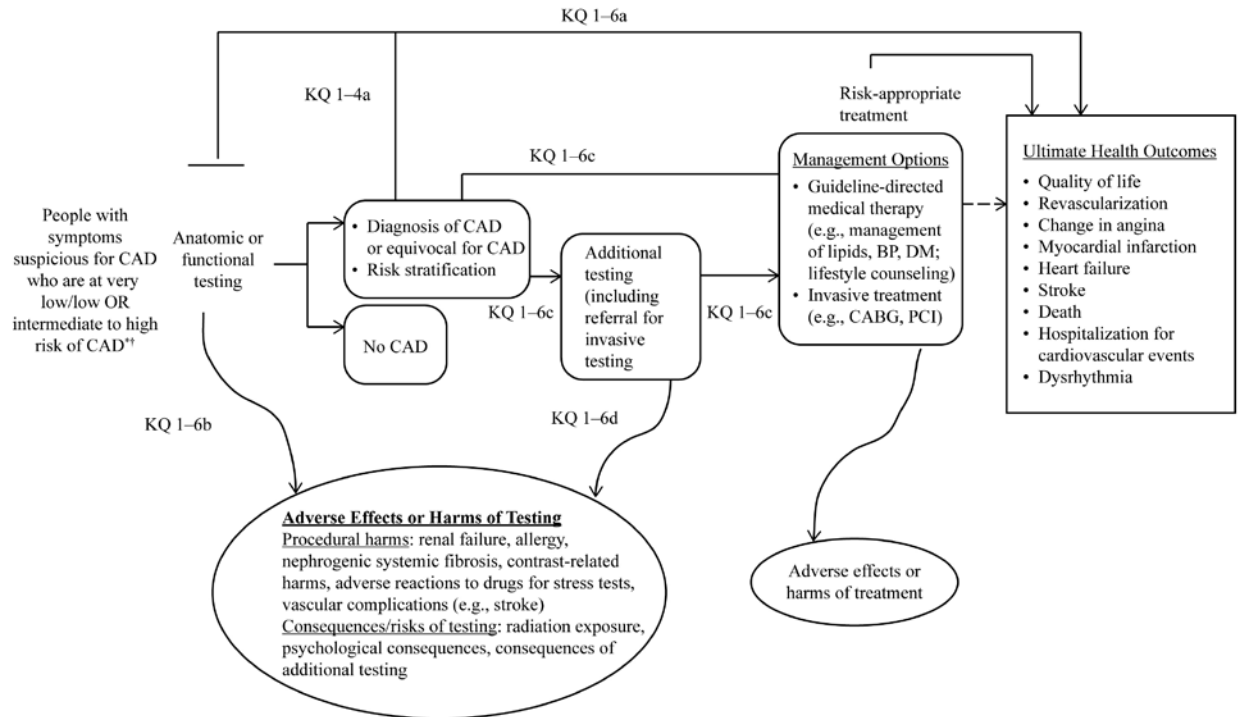 KQ 1–6a
KQ 1–4a
Risk-appropriate
treatment
KQ 1–6c
People with
symptoms
suspicious for CAD
who are at very
low/low OR
intermediate to high
risk of CAD*†
Anatomic or
functional
testing
• Diagnosis of CAD
or equivocal for CAD
• Risk stratification
No CAD
KQ 1–6c
Additional
testing
(including
referral for
invasive
testing
KQ 1–6c
Management Options
• Guideline-directed
medical therapy
(e.g., management
of lipids, BP, DM;
lifestyle counseling)
• Invasive treatment
(e.g., CABG, PCI)
Ultimate Health Outcomes
• Quality of life
• Revascularization
• Change in angina
• Myocardial infarction
• Heart failure
• Stroke
• Death
• Hospitalization for
cardiovascular events
• Dysrhythmia
KQ 1–6b
KQ 1–6d
Adverse Effects or Harms of Testing
Procedural harms: renal failure, allergy,
nephrogenic systemic fibrosis, contrast-related
harms, adverse reactions to drugs for stress tests,
vascular complications (e.g., stroke)
Consequences/risks of testing: radiation exposure,
psychological consequences, consequences of
additional testing
Adverse effects or
harms of treatment